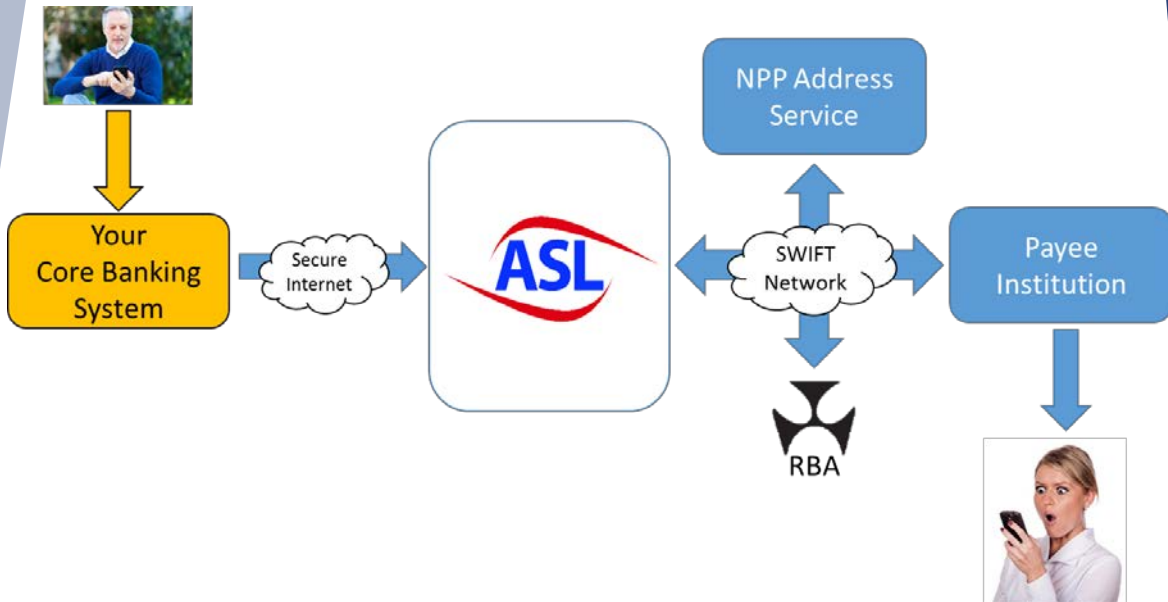 NPP Address
Service
Your
Core Banking
System
Secure
Internet
ASL
SWIFT
Network
Payee
Institution
RBA